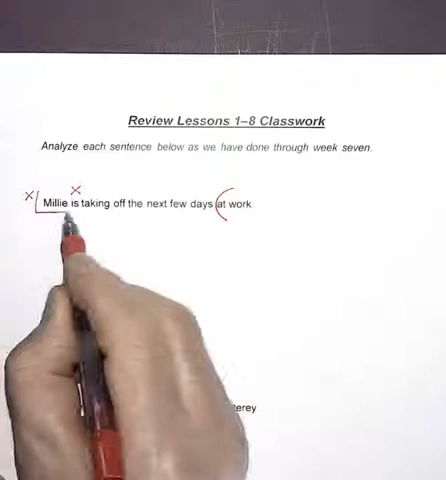 Review Lessons 1–8 Classwork
Analyze each sentence below as we have done through week seven.
x x
Millie is taking off the next few days (at work